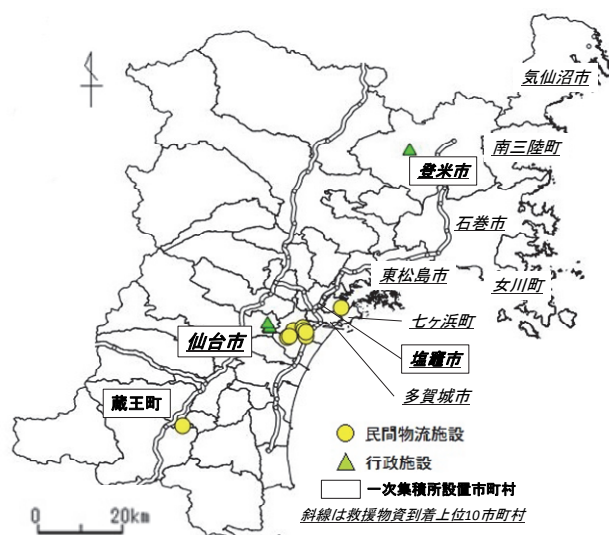 気仙沼市
南三陸町
登米市
石巻市
東松島市
女川町
七ヶ浜町
仙台市
塩竈市
多賀城市
蔵王町
民間物流施設
行政施設
一次集積所設置市町村
斜線は救援物資到着上位10市町村
0 20km